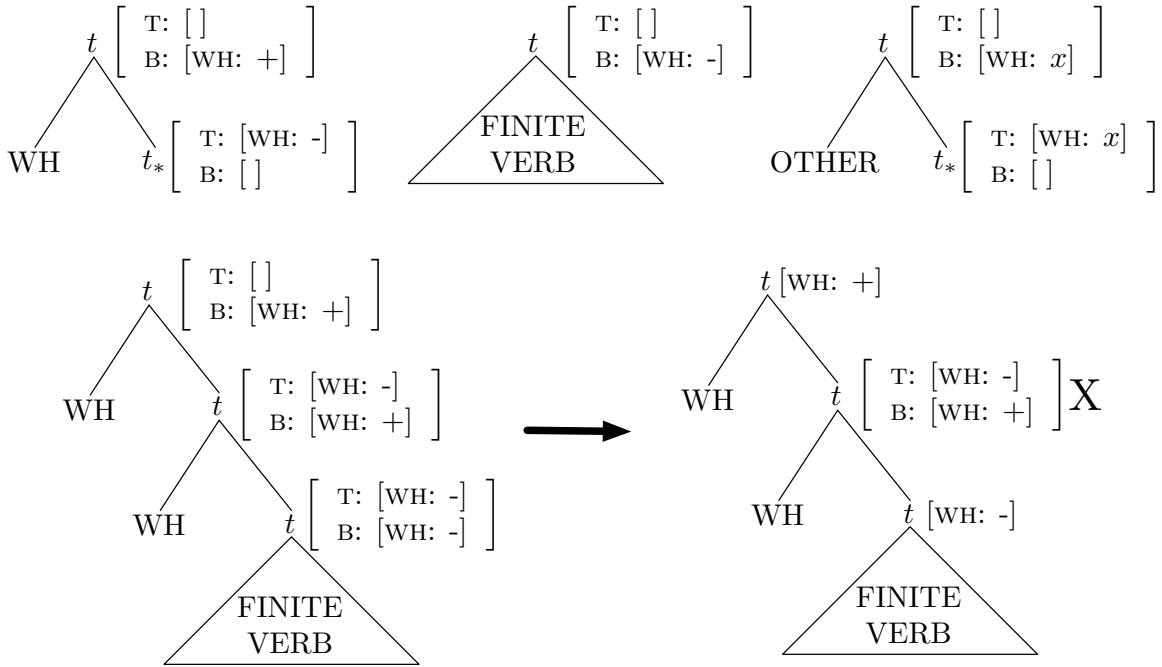 t
T: [ ]
B: [WH: +]
WH
t*
T: [WH: -]
B: [ ]
t
T: [ ]
B: [WH: -]
FINITE
VERB
t
T: [ ]
B: [WH: x]
OTHER
t*
T: [WH: x]
B: [ ]
t
T: [ ]
B: [WH: +]
WH
t
T: [WH: -]
B: [WH: +]
WH
t
T: [WH: -]
B: [WH: -]
FINITE
VERB
t [WH: +]
WH
t
T: [WH: -]
B: [WH: +]
X
WH
t [WH: -]
FINITE
VERB